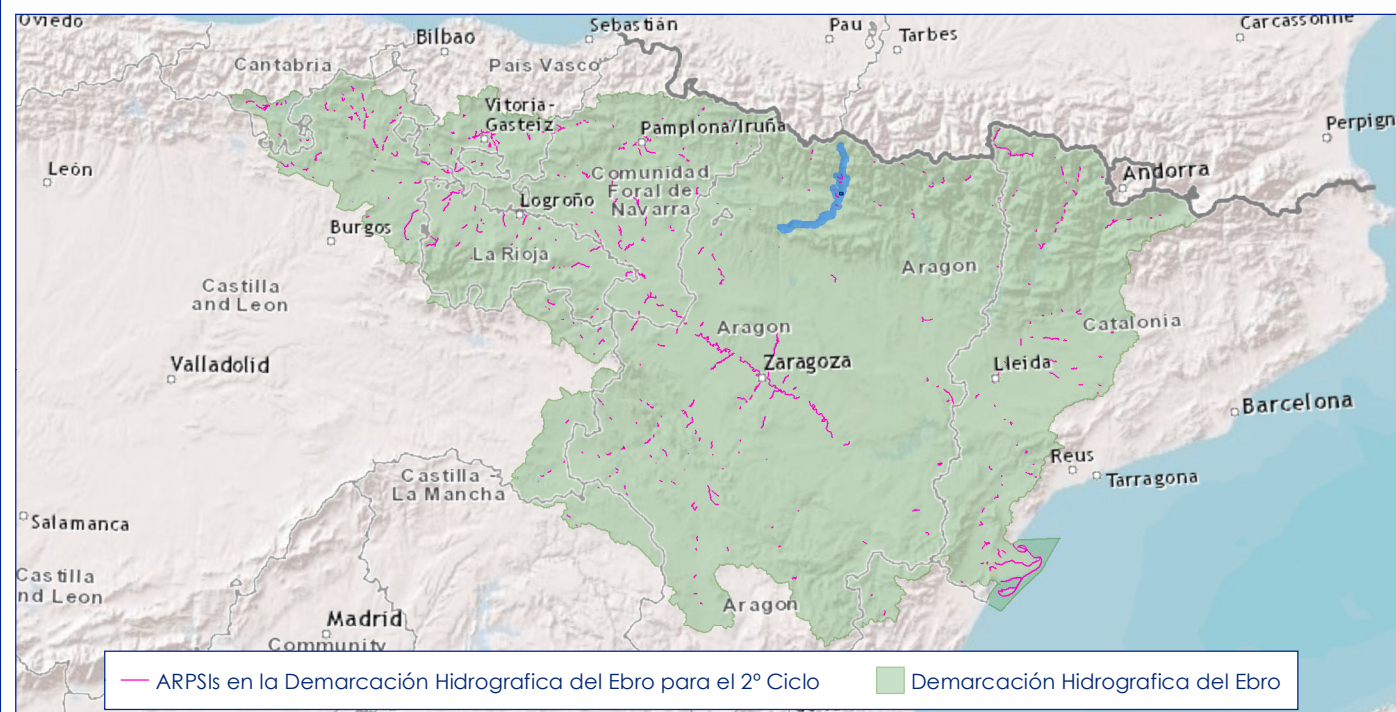 Oviedo
Sebastián
Pau
Carcassonne
Bilbao
Tarbes
Cantabria
País Vasco
Vitoria-
Gasteiz
Pamplona/Iruña
Perpign
León
Andorra
Comunidad
Foral de
Navarra
Logroño
Burgos
La Rioja
Aragon
Castilla
and Leon
Aragon
Catalonia
Valladolid
Zaragoza
Lleida
Barcelona
Reus
Castilla
La Mancha
Tarragona
Salamanca
Castilla
nd Leon
Aragon
Madrid
Community
ARPSIs en la Demarcación Hidrografica del Ebro para el 2º Ciclo
Demarcación Hidrografica del Ebro